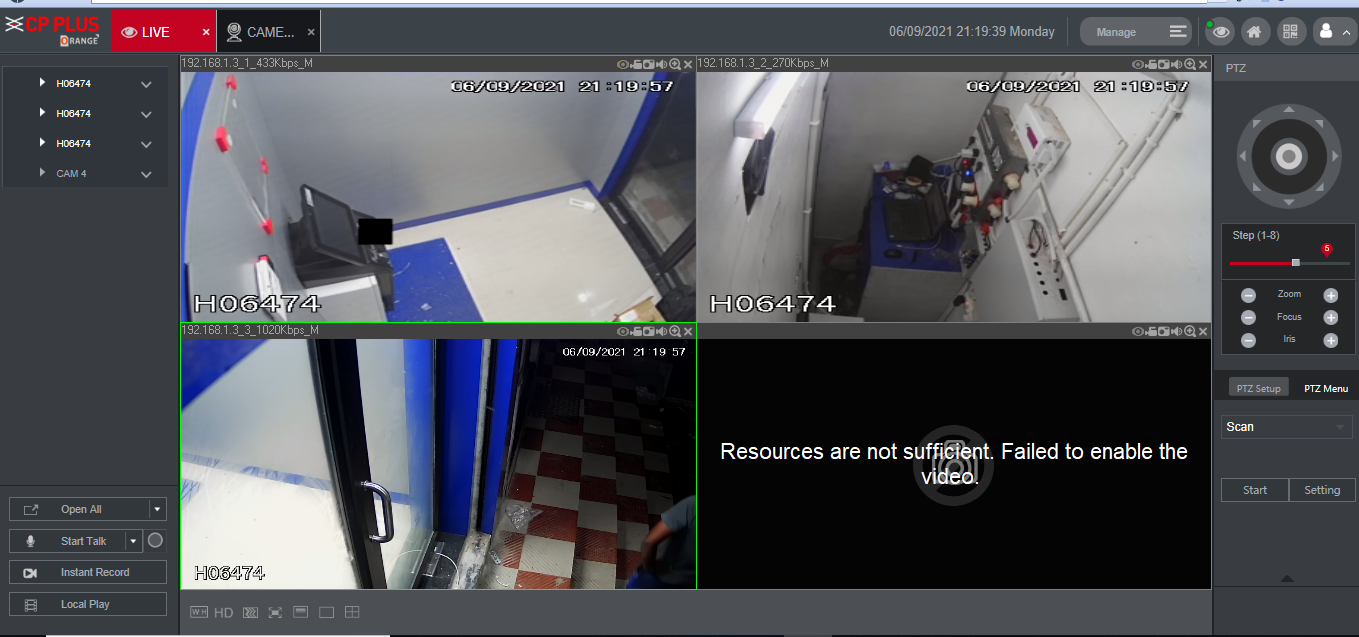 CP PLUS
ORANGE
LIVE
CAME...
06/09/2021 21:19:39 Monday
Manage
H06474
H06474
H06474
CAM 4
Open All
Start Talk
Instant Record
Local Play
192.168.1.3_1_433Kbps_M
06/09/2021 21:19:57
H06474
192.168.1.3_2_270Kbps_M
06/09/2021 21:19:57
H06474
192.168.1.3_3_1020Kbps_M
06/09/2021 21:19 57
H06474
Resources are not sufficient. Failed to enable the
video.
W:H HD
PTZ
Step (1-8)
5
Zoom
Focus
Iris
PTZ Setup PTZ Menu
Scan
Start Setting